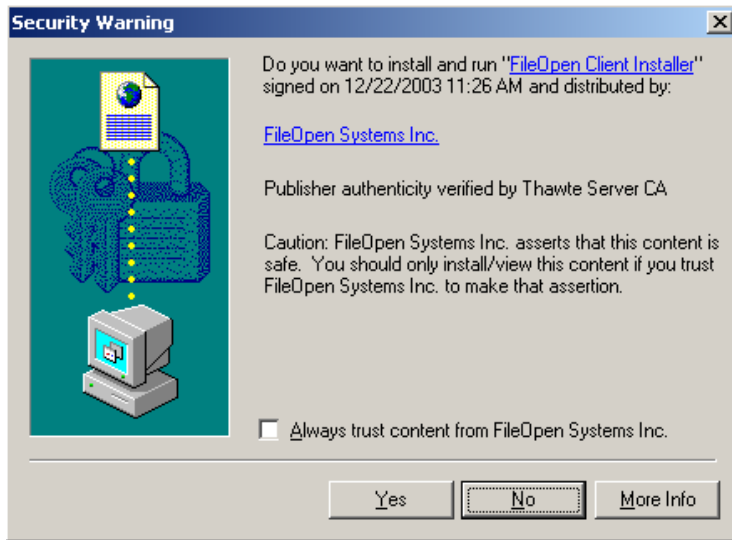 Security Warning
Do you want to install and run "FileOpen Client Installer"
signed on 12/22/2003 11:26 AM and distributed by:
FileOpen Systems Inc.
Publisher authenticity verified by Thawte Server CA
Caution: FileOpen Systems Inc. asserts that this content is
safe. You should only install/view this content if you trust
FileOpen Systems Inc. to make that assertion.
Always trust content from FileOpen Systems Inc.
Yes No More Info